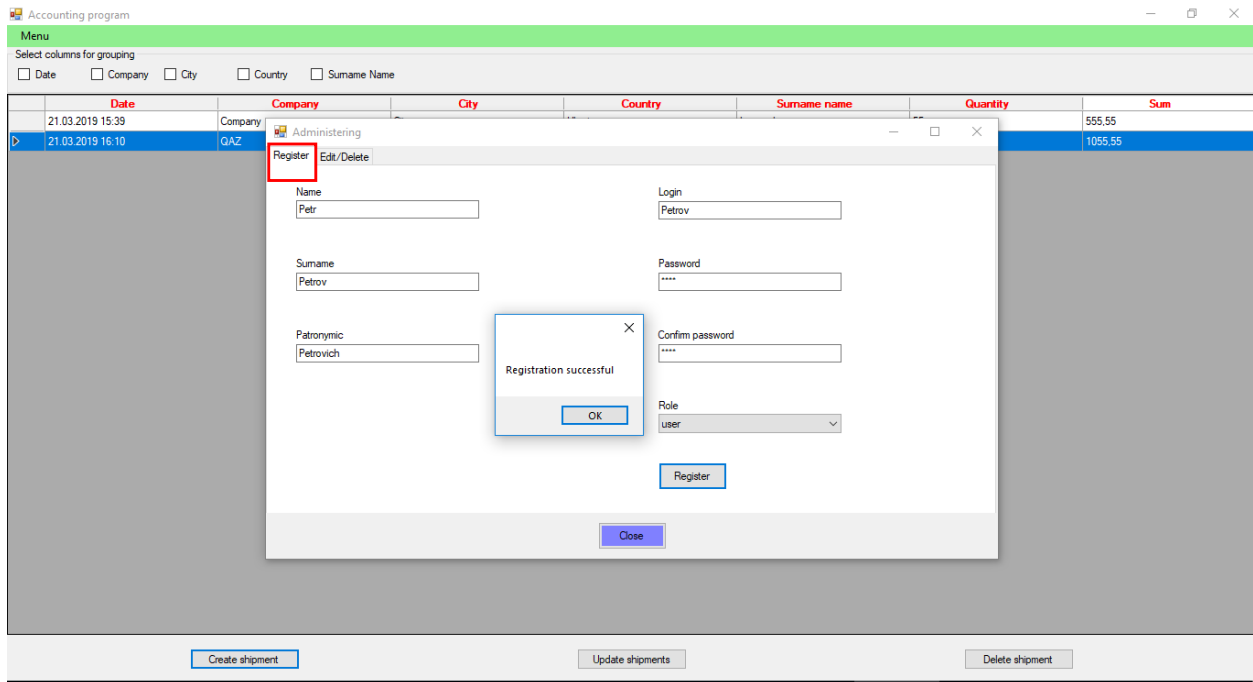 Accounting program
Menu
Select columns for grouping
Date Company City Country Surname Name
Date Company City Country Surname name Quantity Sum
21.03.2019 15:39 Company 555,55
21.03.2019 16:10 QAZ 1055,55
Administering
Register Edit/Delete
Name Login
Petr Petrov
Surname Password
Petrov ****
Patronymic Confirm password
Petrovich ****
Registration successful
OK
Role
user
Register
Close
Create shipment Update shipments Delete shipment